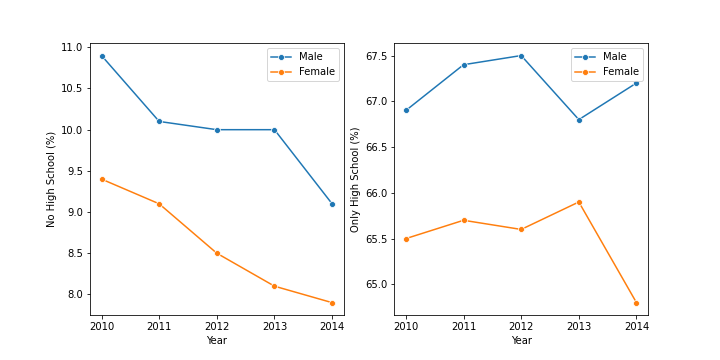 No High School (%)
11.0
10.5
10.0
9.5
9.0
8.5
8.0
2010 2011 2012 2013 2014
Year
Male
Female
Only High School (%)
67.5
67.0
66.5
66.0
65.5
65.0
2010 2011 2012 2013 2014
Year
Male
Female